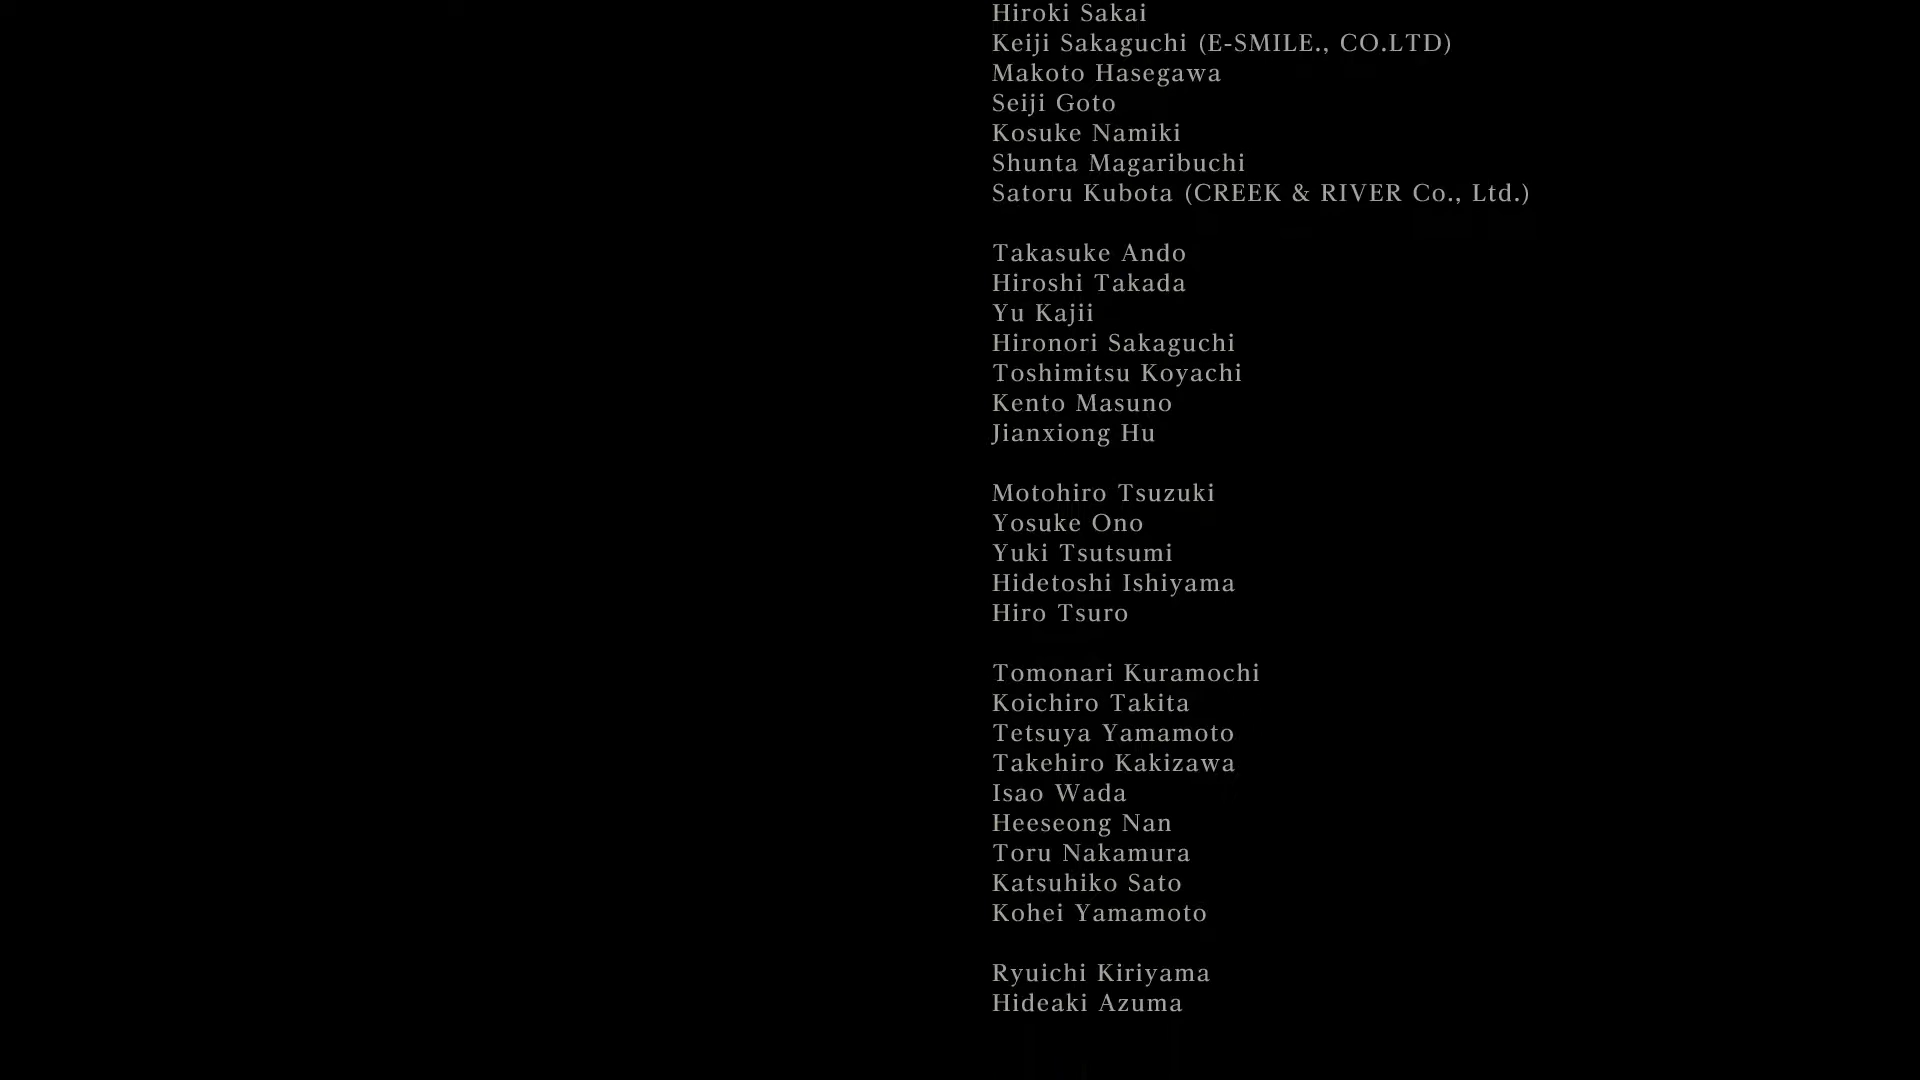 Hiroki Sakai
Keiji Sakaguchi (E-SMILE., CO.LTD)
Makoto Hasegawa
Seiji Goto
Kosuke Namiki
Shunta Magaribuchi
Satoru Kubota (CREEK & RIVER Co., Ltd.)
Takasuke Ando
Hiroshi Takada
Yu Kajii
Hironori Sakaguchi
Toshimitsu Koyachi
Kento Masuno
Jianxiong Hu
Motohiro Tsuzuki
Yosuke Ono
Yuki Tsutsumi
Hidetoshi Ishiyama
Hiro Tsuro
Tomonari Kuramochi
Koichiro Takita
Tetsuya Yamamoto
Takehiro Kakizawa
Isao Wada
Heeseong Nan
Toru Nakamura
Katsuhiko Sato
Kohei Yamamoto
Ryuichi Kiriyama
Hideaki Azuma